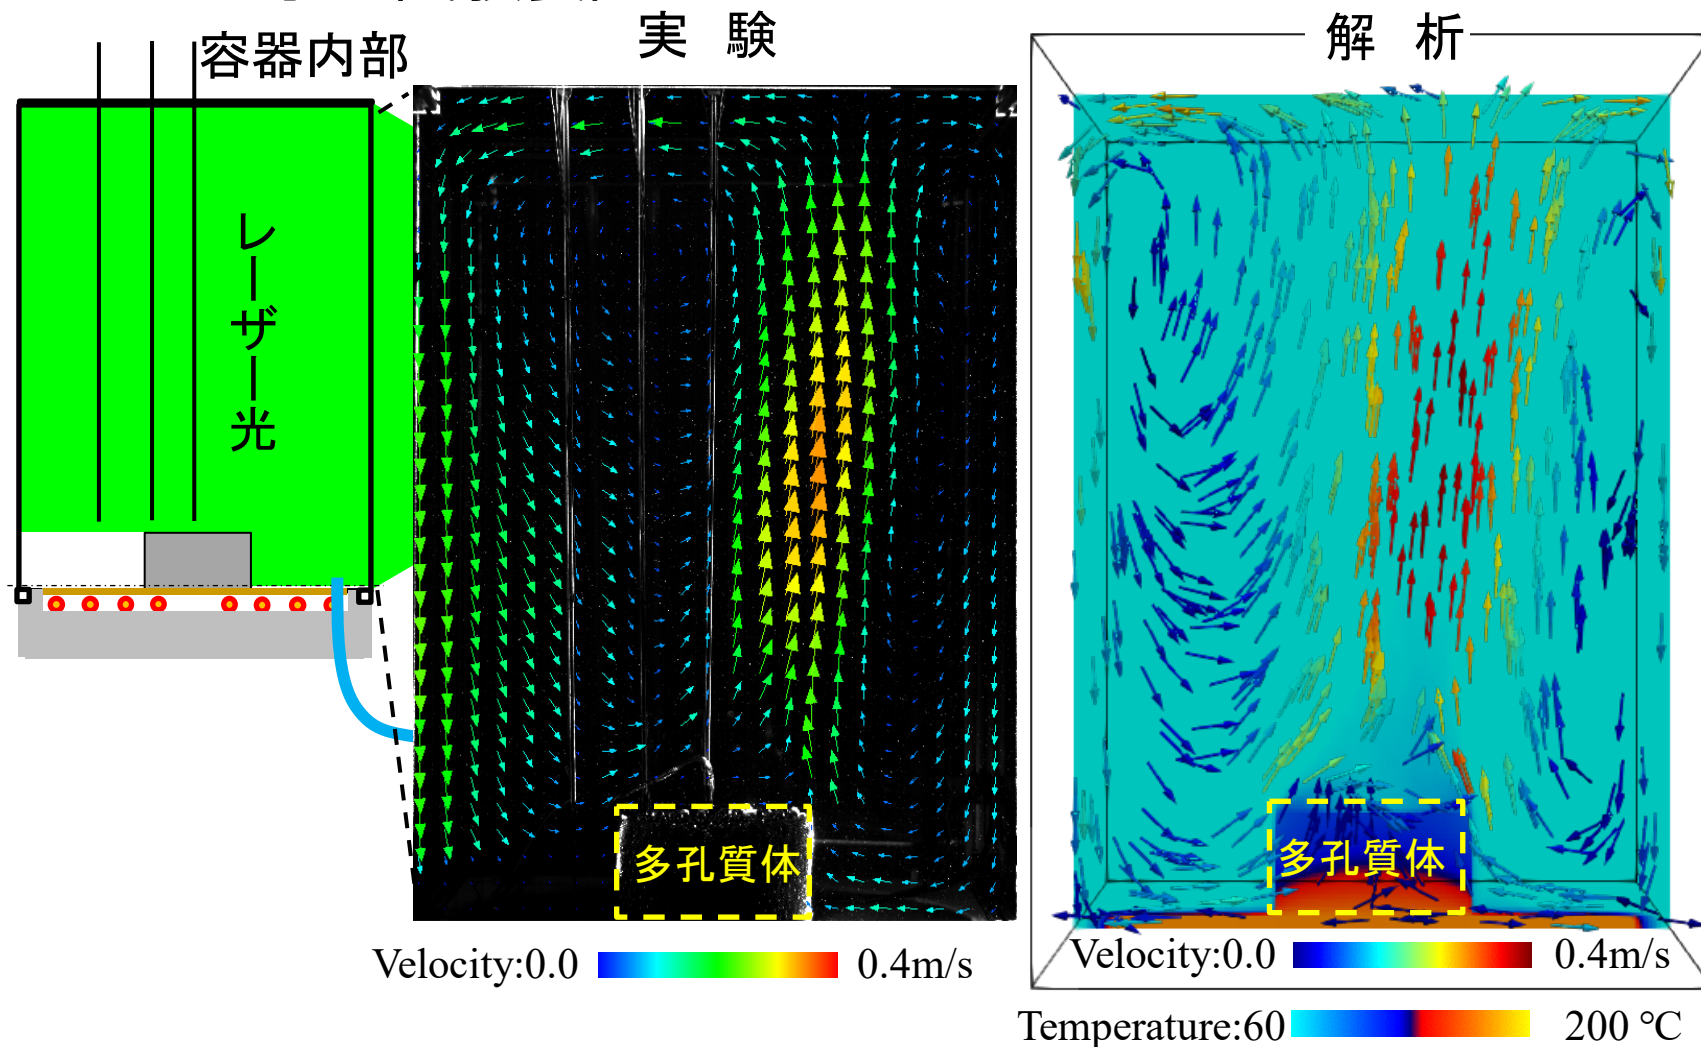 容器内部
実 験
解 析
レーザー光
多孔質体
多孔質体
Velocity:0.0 0.4m/s
Velocity:0.0 0.4m/s
Temperature:60 200 ℃